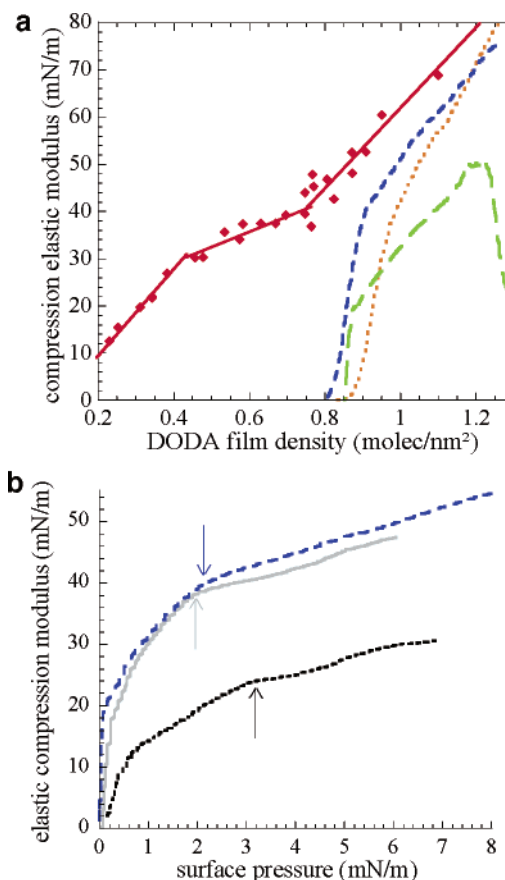 a
compression elastic modulus (mN/m)
80
70
60
50
40
30
20
10
0
0.2 0.4 0.6 0.8 1 1.2
DODA film density (molec/nm²)
b
elastic compression modulus (mN/m)
50
40
30
20
10
0
0 1 2 3 4 5 6 7 8
surface pressure (mN/m)